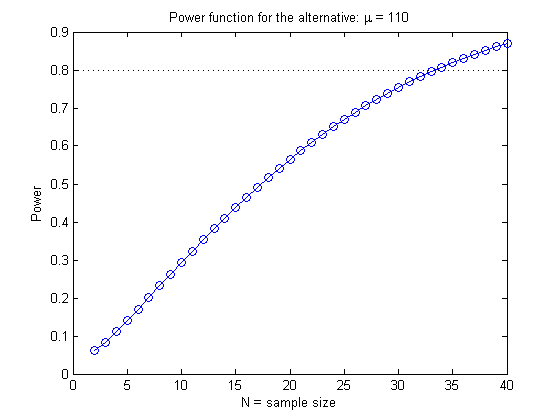 Power function for the alternative: μ = 110
0.9
0.8
0.7
0.6
0.5
0.4
0.3
0.2
0.1
0
Power
0 5 10 15 20 25 30 35 40
N = sample size